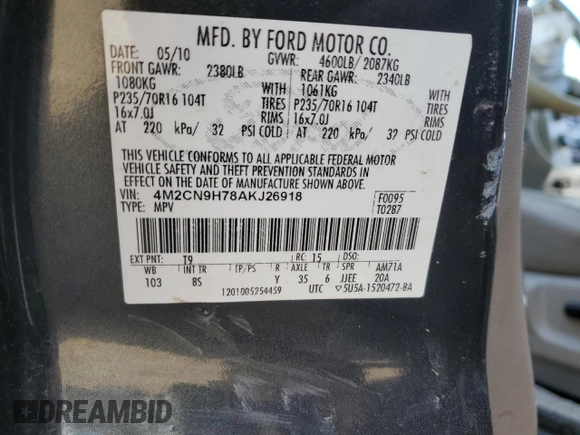 MFD. BY FORD MOTOR CO.
DATE: 05/10 GVWR: 4600LB/ 2087KG
FRONT GAWR: 2380LB REAR GAWR: 2340LB
1080KG WITH 1061KG WITH
P235/70R16 104T TIRES P235/70R16 104T TIRES
16x7.0J RIMS 16x7.0J RIMS
AT 220 kPa/ 32 PSI COLD AT 220 kPa/ 32 PSI COLD
THIS VEHICLE CONFORMS TO ALL APPLICABLE FEDERAL MOTOR
VEHICLE SAFETY AND THEFT PREVENTION STANDARDS IN
EFFECT ON THE DATE OF MANUFACTURE SHOWN ABOVE.
VIN: 4M2CN9H78AKJ26918 F0095
TYPE: MPV T0287
EXT PNT: T9 RC: 15 DSO:
WB INT TR TP/PS R AXLE TR SPR AM71A
103 8S Y 35 6 JJEE 20A
1201005254459 UTC ▽5U5A-1520472-BA
DREAMBID